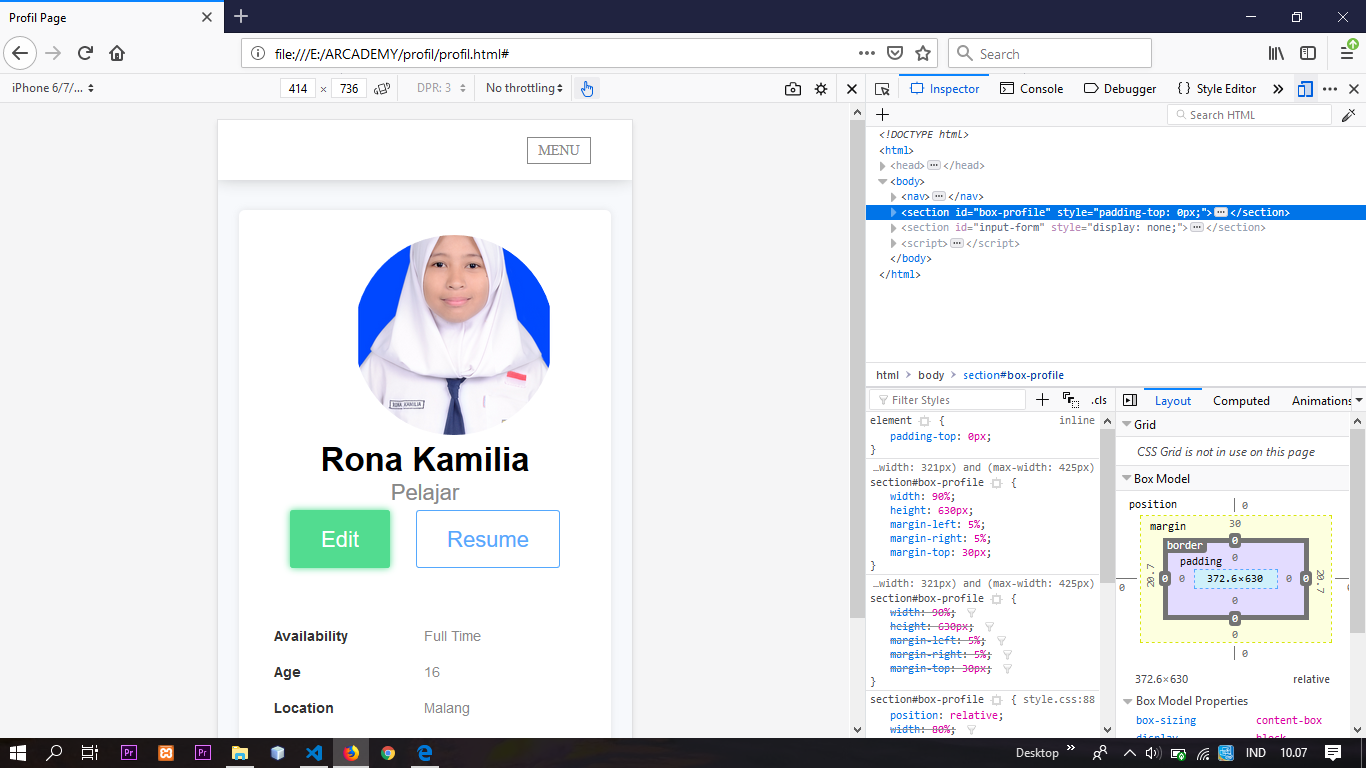 Profil Page
file:///E:/ARCADEMY/profil/profil.html#
Search
iPhone 6/7/...
414 × 736
DPR: 3
No throttling
Inspector
Console
Debugger
Style Editor
Search HTML
MENU
RONA KAMILIA
Rona Kamilia
Pelajar
Edit
Resume
Availability Full Time
Age 16
Location Malang
<!DOCTYPE html>
<html>
<head> </head>
<body>
<nav> </nav>
<section id="box-profile" style="padding-top: 0px;"> </section>
<section id="input-form" style="display: none;"> </section>
<script> </script>
</body>
</html>
html > body > section#box-profile
Filter Styles
.cls
element { inline
padding-top: 0px;
}
…width: 321px) and (max-width: 425px)
section#box-profile {
width: 90%;
height: 630px;
margin-left: 5%;
margin-right: 5%;
margin-top: 30px;
}
…width: 321px) and (max-width: 425px)
section#box-profile {
width: 90%;
height: 630px;
margin-left: 5%;
margin-right: 5%;
margin-top: 30px;
}
section#box-profile { style.css:88
position: relative;
width: 80%;
Layout
Computed
Animations
Grid
CSS Grid is not in use on this page
Box Model
position 0
margin 30
border 0
padding 0
0 20.7 0 0 372.6×630 0 0 20.7
0
0
0
0
372.6×630 relative
Box Model Properties
box-sizing content-box
display block
Desktop
IND
10.07